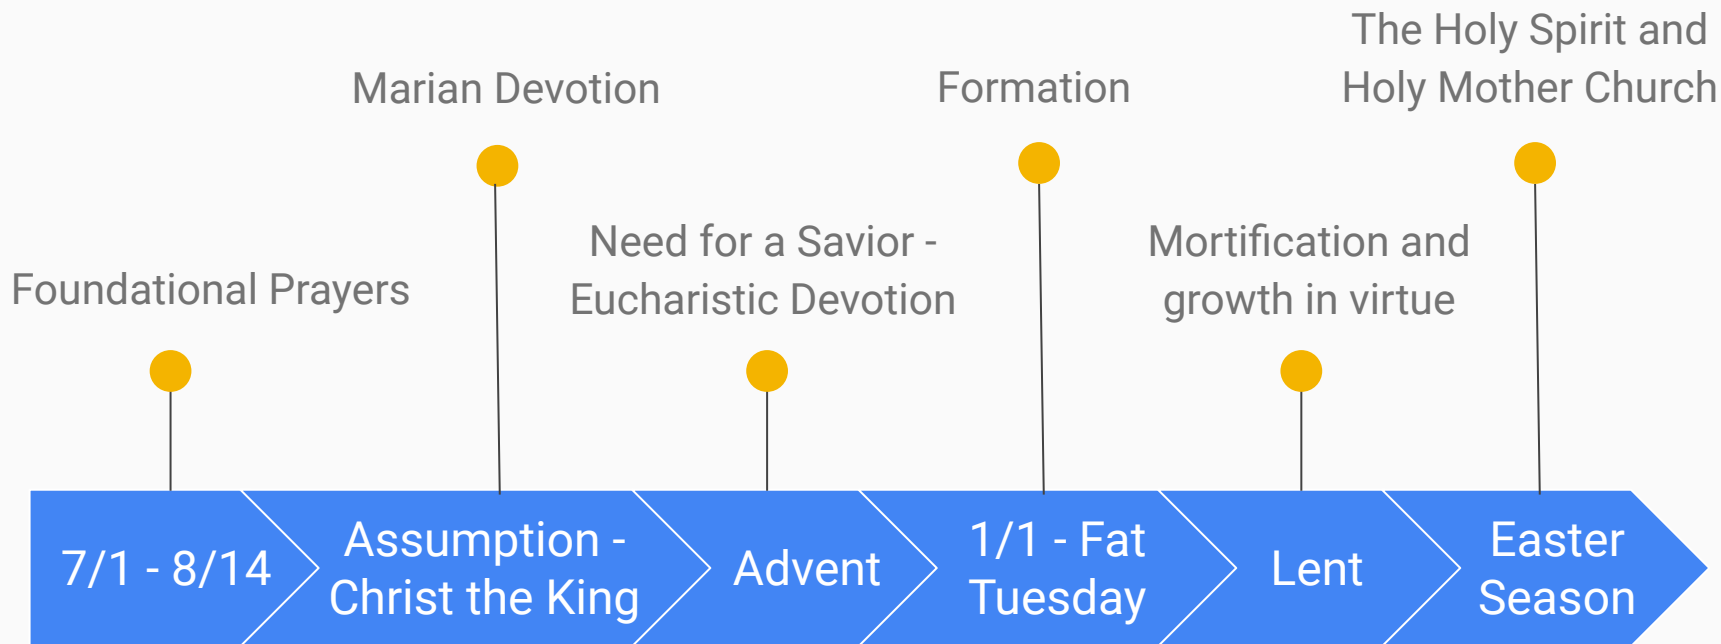 The Holy Spirit and
Holy Mother Church
Marian Devotion
Formation
Need for a Savior -
Eucharistic Devotion
Mortification and
growth in virtue
Foundational Prayers
7/1 - 8/14
Assumption -
Christ the King
Advent
1/1 - Fat
Tuesday
Lent
Easter
Season